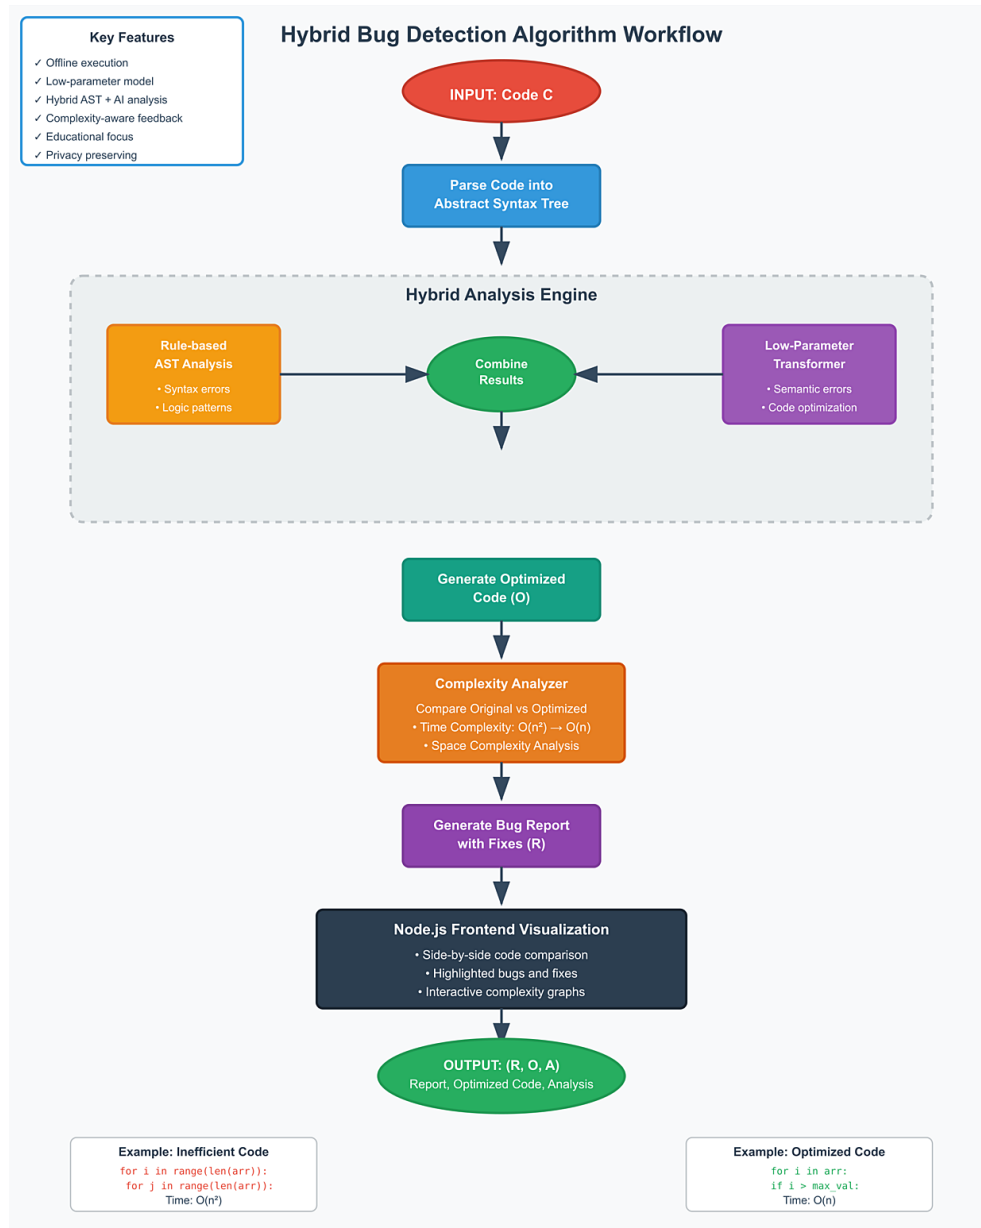 Hybrid Bug Detection Algorithm Workflow
Key Features
✓ Offline execution
✓ Low-parameter model
✓ Hybrid AST + AI analysis
✓ Complexity-aware feedback
✓ Educational focus
✓ Privacy preserving
INPUT: Code C
Parse Code into
Abstract Syntax Tree
Hybrid Analysis Engine
Rule-based
AST Analysis
• Syntax errors
• Logic patterns
Combine
Results
Low-Parameter
Transformer
• Semantic errors
• Code optimization
Generate Optimized
Code (O)
Complexity Analyzer
Compare Original vs Optimized
• Time Complexity: O(n²) → O(n)
• Space Complexity Analysis
Generate Bug Report
with Fixes (R)
Node.js Frontend Visualization
• Side-by-side code comparison
• Highlighted bugs and fixes
• Interactive complexity graphs
OUTPUT: (R, O, A)
Report, Optimized Code, Analysis
Example: Inefficient Code
for i in range(len(arr)):
for j in range(len(arr)):
Time: O(n²)
Example: Optimized Code
for i in arr:
if i > max_val:
Time: O(n)